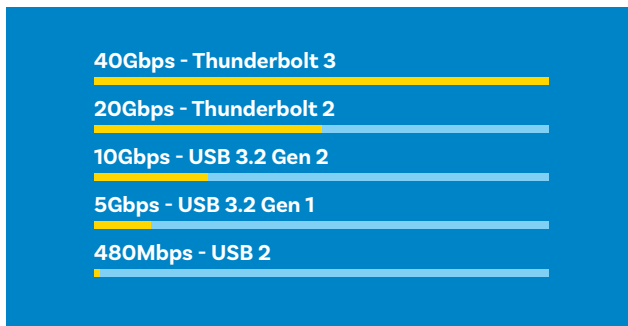 40Gbps - Thunderbolt 3
20Gbps - Thunderbolt 2
10Gbps - USB 3.2 Gen 2
5Gbps - USB 3.2 Gen 1
480Mbps - USB 2